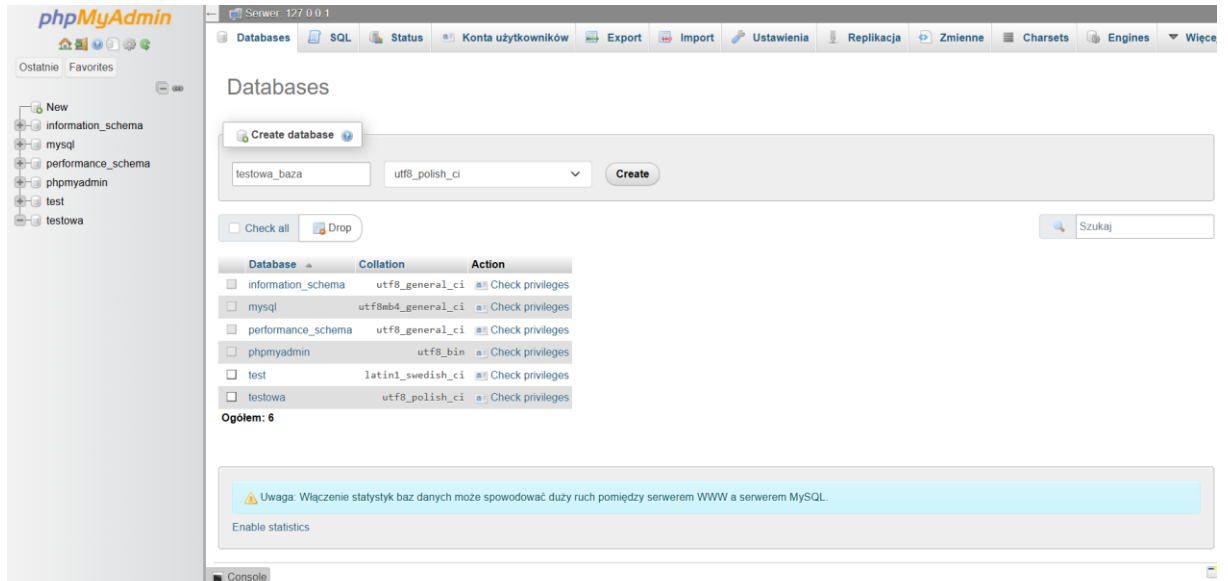 phpMyAdmin
Ostatnie Favorites
New
information_schema
mysql
performance_schema
phpmyadmin
test
testowa
Serwer: 127.0.0.1
Databases SQL Status Konta użytkowników Export Import Ustawienia Replikacja Zmienne Charsets Engines Więcej
Databases
Create database
testowa_baza utf8_polish_ci Create
Check all Drop Szukaj
Database Collation Action
information_schema utf8_general_ci Check privileges
mysql utf8mb4_general_ci Check privileges
performance_schema utf8_general_ci Check privileges
phpmyadmin utf8_bin Check privileges
test latin1_swedish_ci Check privileges
testowa utf8_polish_ci Check privileges
Ogółem: 6
Uwaga: Włączenie statystyk baz danych może spowodować duży ruch pomiędzy serwerem WWW a serwerem MySQL.
Enable statistics
Console